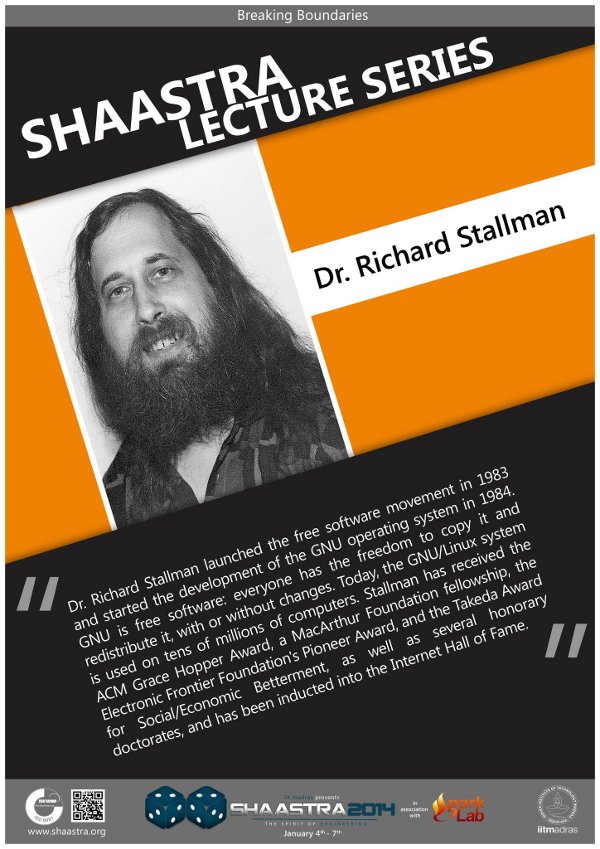 Breaking Boundaries
SHAASTRA
LECTURE SERIES
Dr. Richard Stallman
Dr. Richard Stallman launched the free software movement in 1983
and started the development of the GNU operating system in 1984.
GNU is free software: everyone has the freedom to copy it and
redistribute it, with or without changes. Today, the GNU/Linux system
is used on tens of millions of computers. Stallman has received the
ACM Grace Hopper Award, a MacArthur Foundation fellowship, the
Electronic Frontier Foundation's Pioneer Award, and the Takeda Award
for Social/Economic Betterment, as well as several honorary
doctorates, and has been inducted into the Internet Hall of Fame.
www.shaastra.org
iit madras presents
SHAASTRA2014
THE SPIRIT OF ENGINEERING
January 4th - 7th
in
association
with
Lab
iitmadras